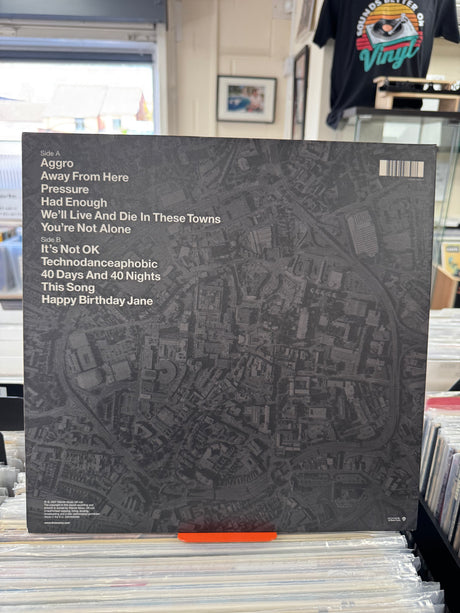 SOUNDS BETTER ON
Vinyl
Side A
Aggro
Away From Here
Pressure
Had Enough
We'll Live And Die In These Towns
You're Not Alone
Side B
It's Not OK
Technodanceaphobic
40 Days And 40 Nights
This Song
Happy Birthday Jane